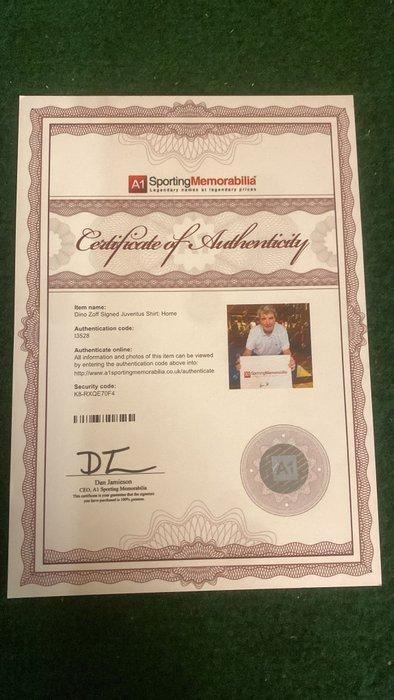 A1 SportingMemorabilia
Legendary names at legendary prices
Certificate of Authenticity
Item name:
Dino Zoff Signed Juventus Shirt: Home
Authentication code:
I3528
Authenticate online:
All information and photos of this item can be viewed
by entering the authentication code above into:
http://www.a1sportingmemorabilia.co.uk/authenticate
Security code:
K8-RXQE70F4
A1 SportingMemorabilia
Dan Jamieson
CEO, A1 Sporting Memorabilia
This certificate is your guarantee that the signature
you have purchased is 100% genuine.
A1